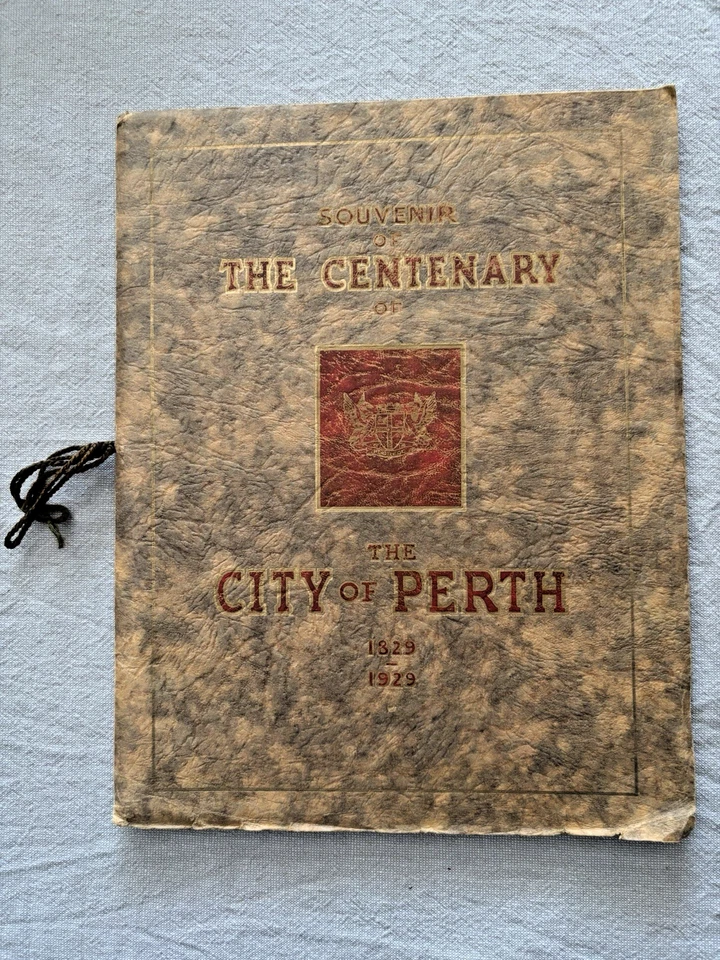 SOUVENIR
OF
THE CENTENARY
OF
THE
CITY OF PERTH
1829
—
1929